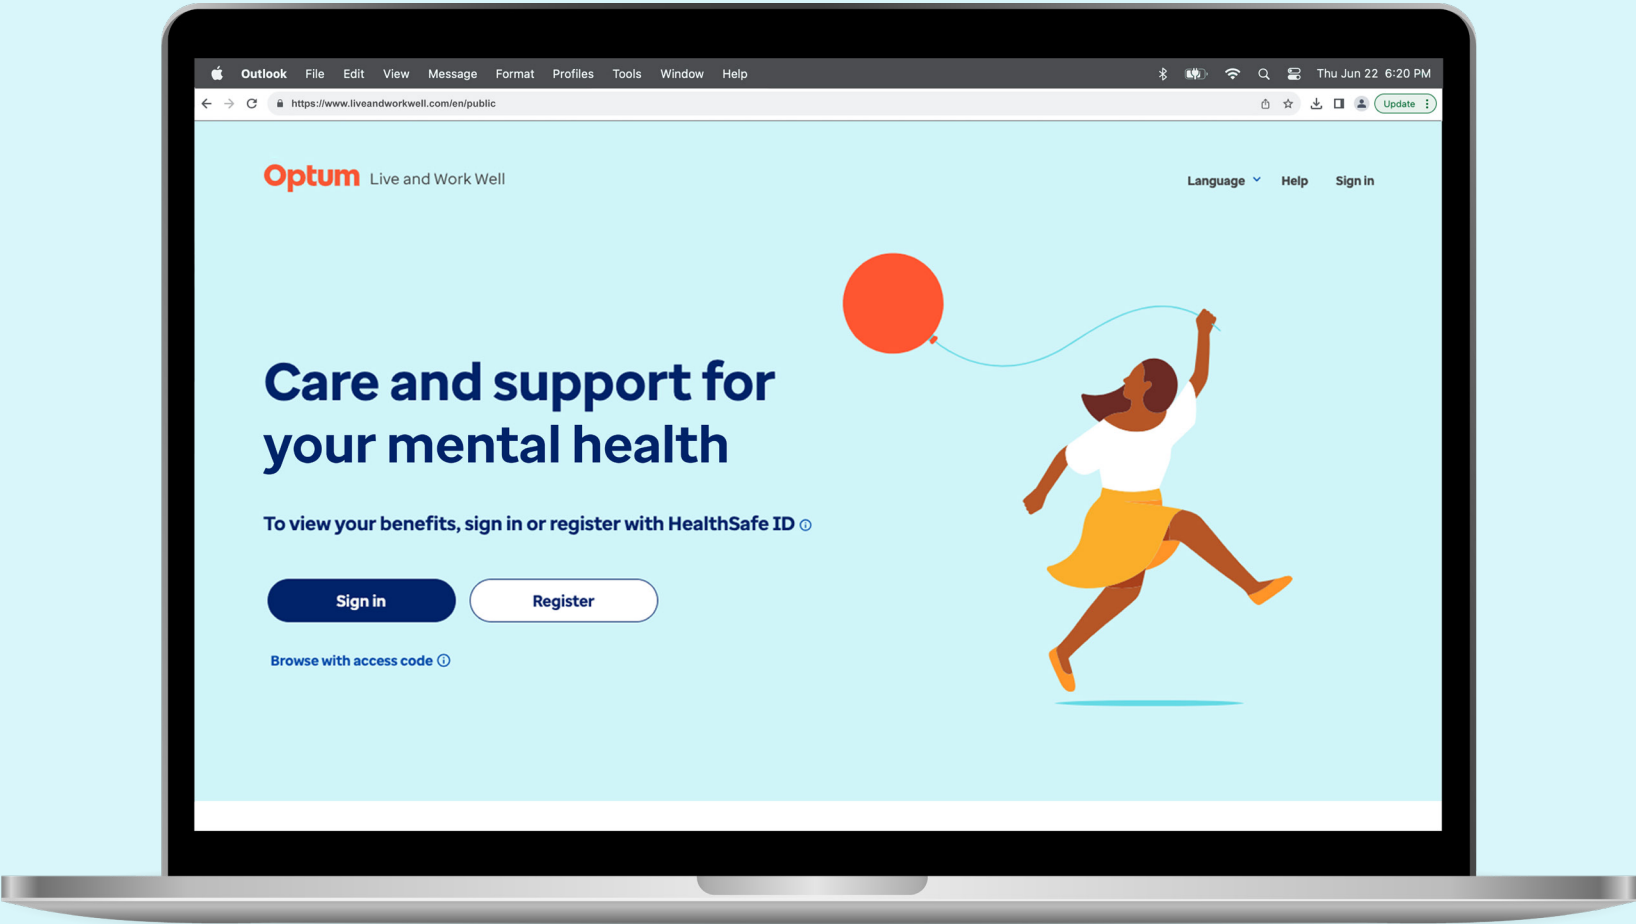 Outlook File Edit View Message Format Profiles Tools Window Help Thu Jun 22 6:20 PM
https://www.liveandworkwell.com/en/public Update
Optum Live and Work Well Language Help Sign in
Care and support for
your mental health
To view your benefits, sign in or register with HealthSafe ID
Sign in Register
Browse with access code